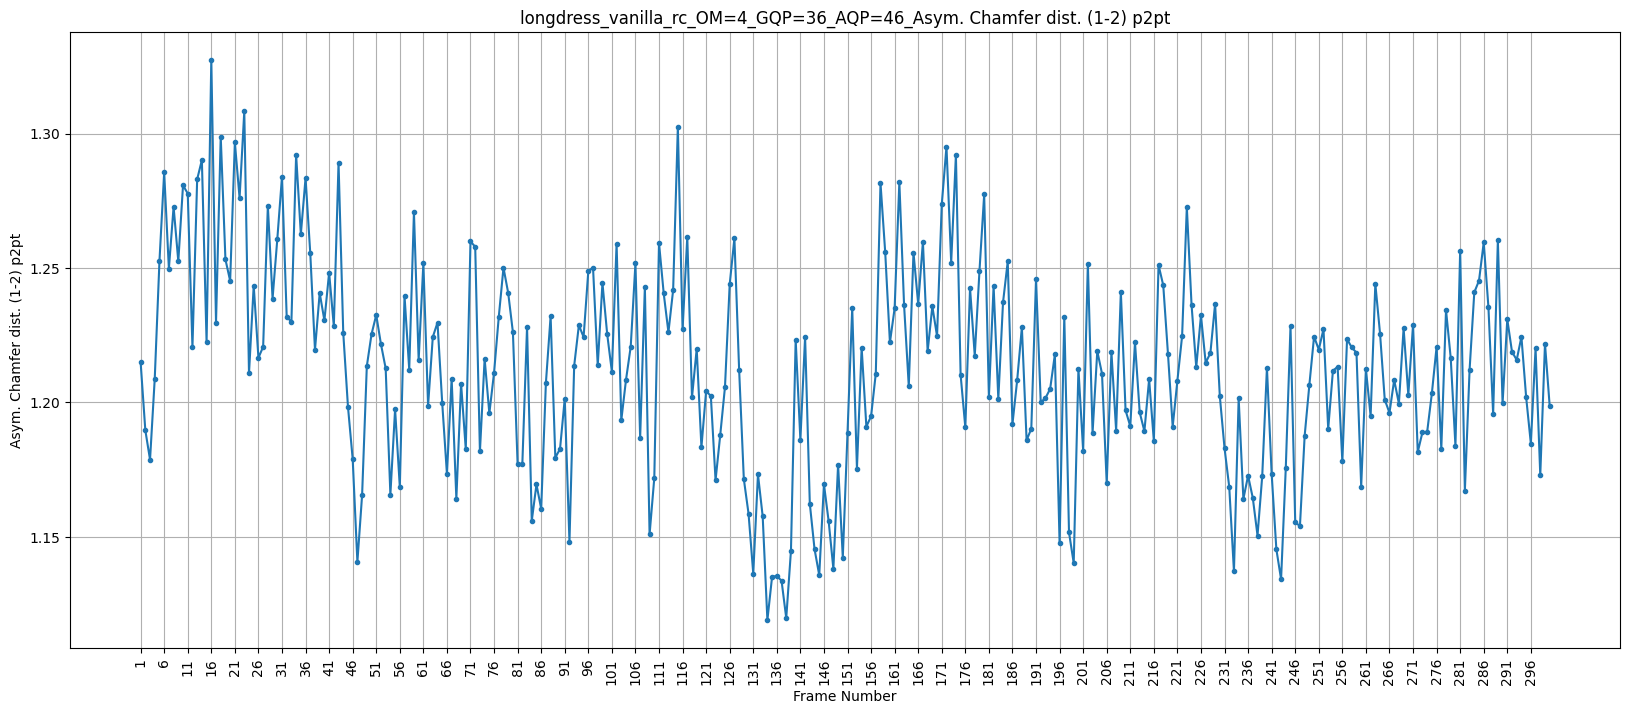 longdress_vanilla_rc_OM=4_GQP=36_AQP=46_Asym. Chamfer dist. (1-2) p2pt
Asym. Chamfer dist. (1-2) p2pt
1.30
1.25
1.20
1.15
1 6 11 16 21 26 31 36 41 46 51 56 61 66 71 76 81 86 91 96 101 106 111 116 121 126 131 136 141 146 151 156 161 166 171 176 181 186 191 196 201 206 211 216 221 226 231 236 241 246 251 256 261 266 271 276 281 286 291 296
Frame Number